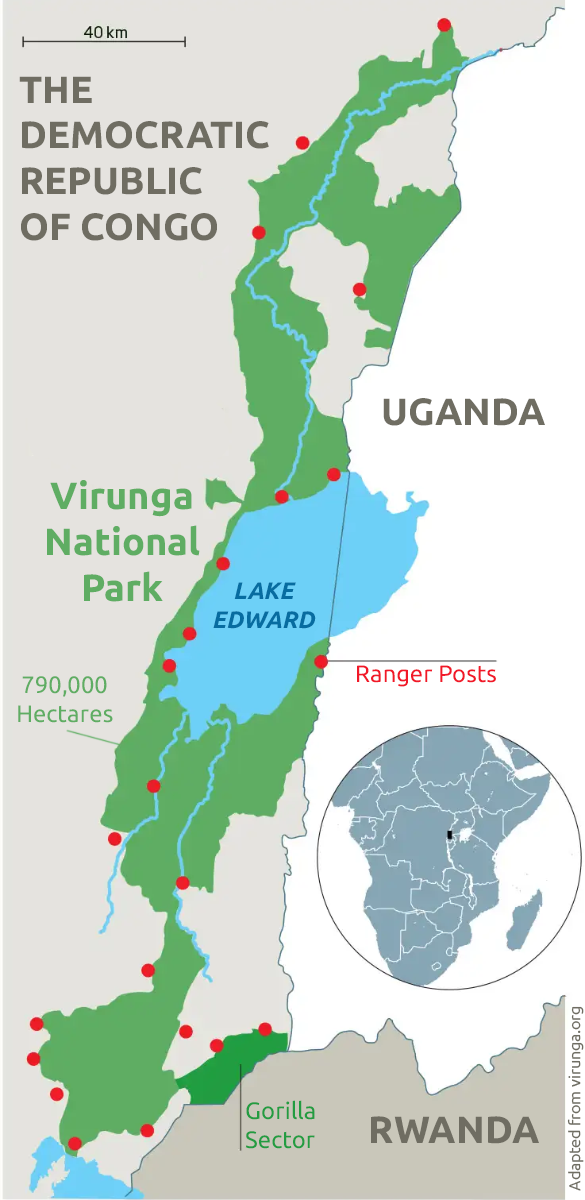 40 km
THE
DEMOCRATIC
REPUBLIC
OF CONGO
UGANDA
Virunga
National
Park
LAKE
EDWARD
Ranger Posts
790,000
Hectares
Gorilla
Sector
RWANDA
Adapted from virunga.org